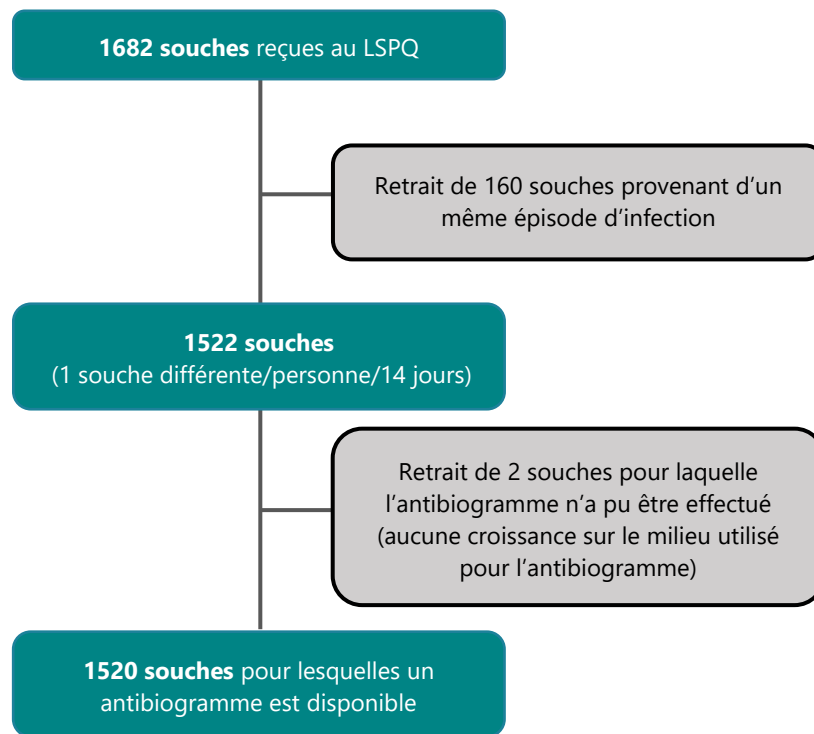 1682 souches reçues au LSPQ
Retrait de 160 souches provenant d’un
même épisode d’infection
1522 souches
(1 souche différente/personne/14 jours)
Retrait de 2 souches pour laquelle
l’antibiogramme n’a pu être effectué
(aucune croissance sur le milieu utilisé
pour l’antibiogramme)
1520 souches pour lesquelles un
antibiogramme est disponible